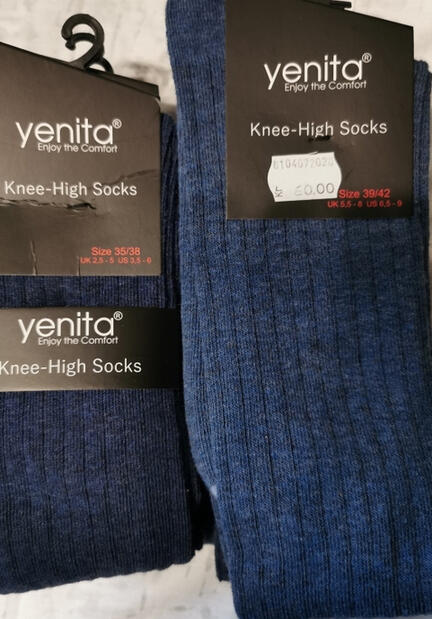 yenita®
Enjoy the Comfort
Knee-High Socks
Size 35/38
UK 2,5 - 5 US 3,5 - 6
yenita®
Enjoy the Comfort
Knee-High Socks
yenita®
Enjoy the Comfort
Knee-High Socks
Size 39/42
UK 5,5 - 8 US 6,5 - 9